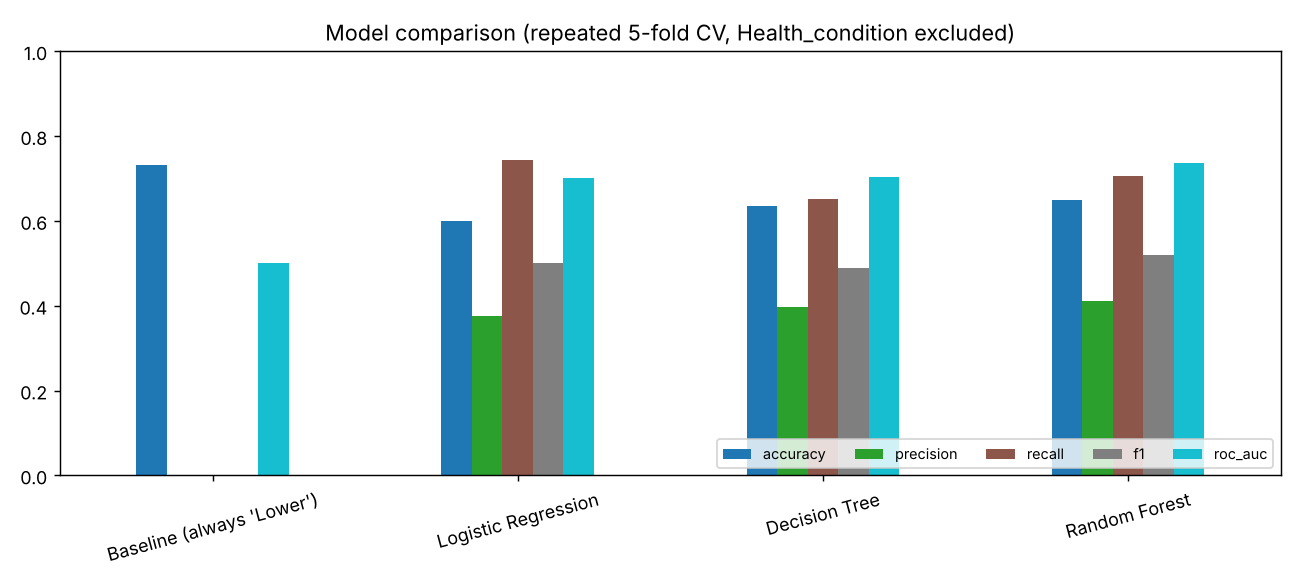 Model comparison (repeated 5-fold CV, Health_condition excluded)
1.0
0.8
0.6
0.4
0.2
0.0
accuracy precision recall f1 roc_auc
Baseline (always 'Lower') Logistic Regression Decision Tree Random Forest